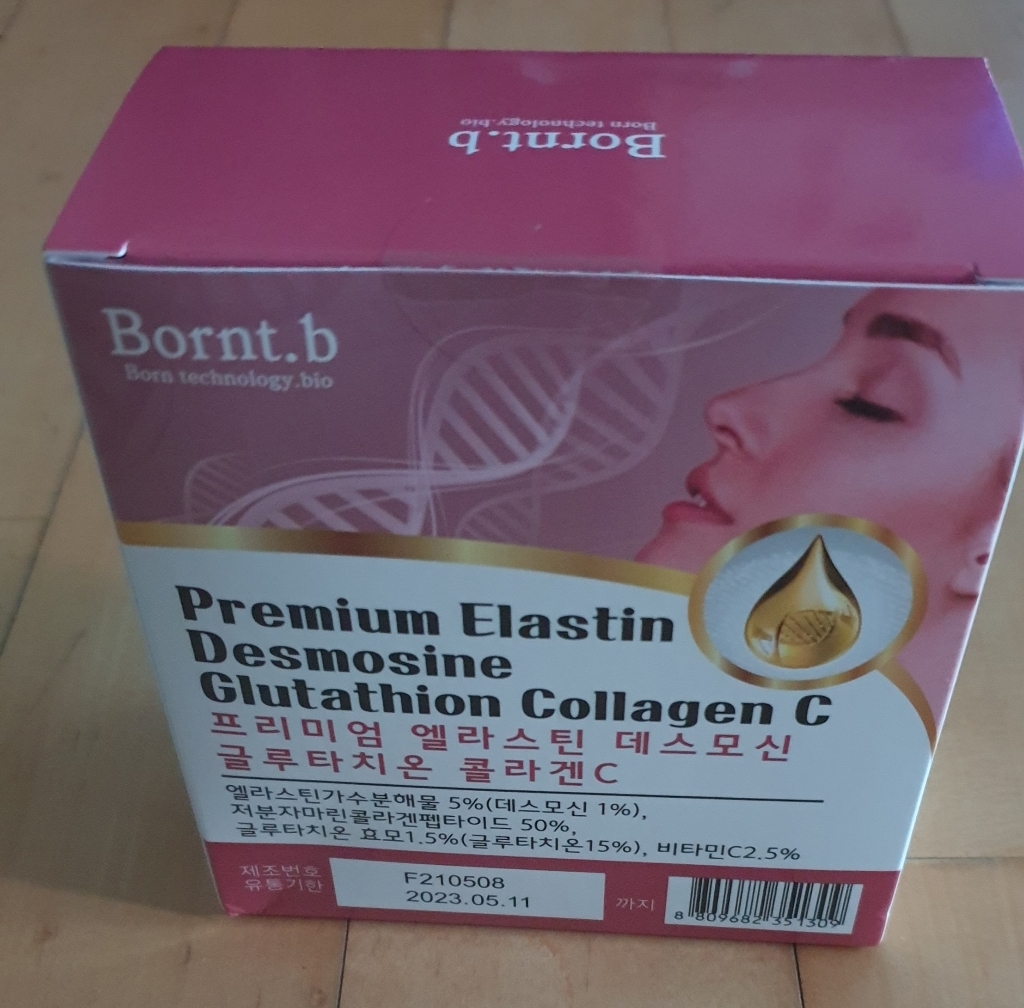 Bornt.b
Born technology.bio
Bornt.b
Born technology.bio
Premium Elastin
Desmosine
Glutathion Collagen C
프리미엄 엘라스틴 데스모신
글루타치온 콜라겐C
엘라스틴가수분해물 5%(데스모신 1%),
저분자마린콜라겐펩타이드 50%,
글루타치온 효모1.5%(글루타치온15%), 비타민C2.5%
제조번호 F210508
유통기한 2023.05.11 까지
8 809682 351309